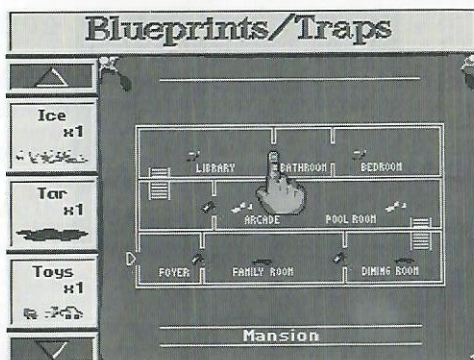 Blueprints/Traps
Ice
x1
Tar
x1
Toys
x1
LIBRARY BATHROOM BEDROOM
ARCADE POOL ROOM
FOYER FAMILY ROOM DINING ROOM
Mansion